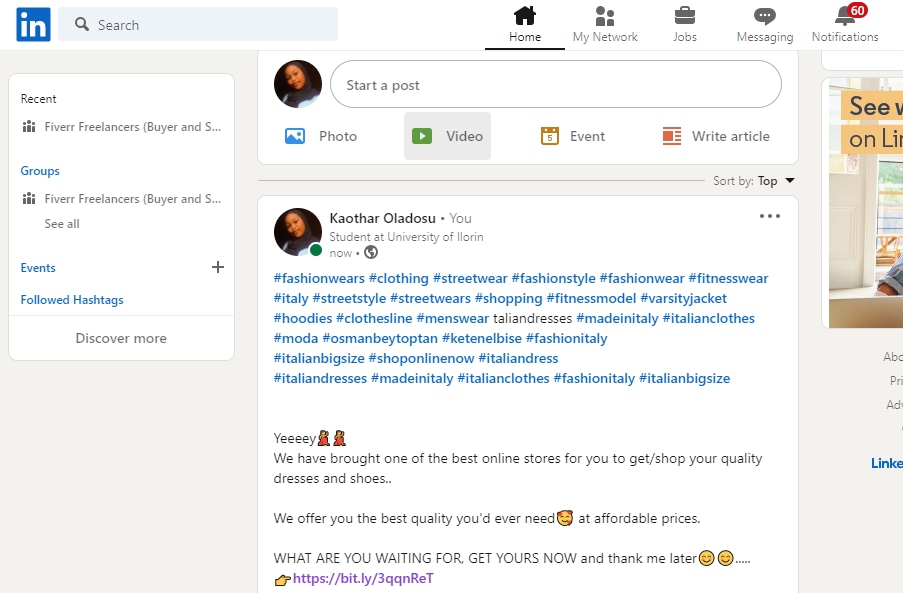 in
Search
Home
My Network
Jobs
Messaging
60
Notifications
Recent
Fiverr Freelancers (Buyer and S...
Groups
Fiverr Freelancers (Buyer and S...
See all
Events
Followed Hashtags
Discover more
Start a post
Photo
Video
5
Event
Write article
Sort by: Top
Kaothar Oladosu • You
Student at University of Ilorin
now •
#fashionwears #clothing #streetwear #fashionstyle #fashionwear #fitnesswear
#italy #streetstyle #streetwears #shopping #fitnessmodel #varsityjacket
#hoodies #clothesline #menswear taliandresses #madeinitaly #italianclothes
#moda #osmanbeytoptan #ketenelbise #fashionitaly
#italianbigsize #shoponlinenow #italiandress
#italiandresses #madeinitaly #italianclothes #fashionitaly #italianbigsize
Yeeeey💃💃
We have brought one of the best online stores for you to get/shop your quality
dresses and shoes..
We offer you the best quality you'd ever need🥰 at affordable prices.
WHAT ARE YOU WAITING FOR, GET YOURS NOW and thank me later😊😊.....
👉https://bit.ly/3qqnReT
See
on
Abo
Pri
Adv
Linke